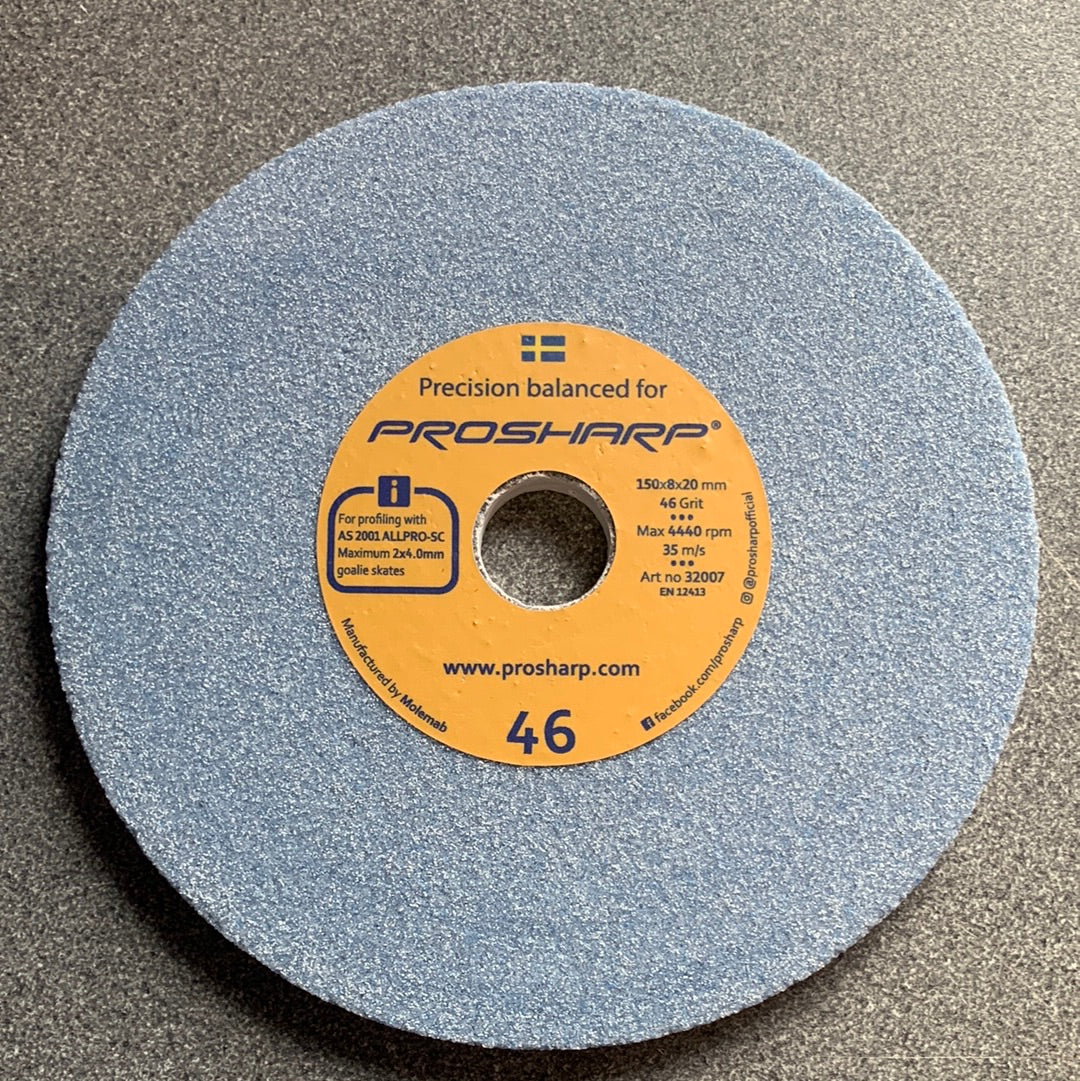 Precision balanced for
PROSHARP®
i
For profiling with
AS 2001 ALLPRO-SC
Maximum 2x4.0mm
goalie skates
150x8x20 mm
46 Grit
•••
Max 4440 rpm
35 m/s
•••
Art no 32007
EN 12413
@prosharpofficial
facebook.com/prosharp
Manufactured by Molemab
www.prosharp.com
46